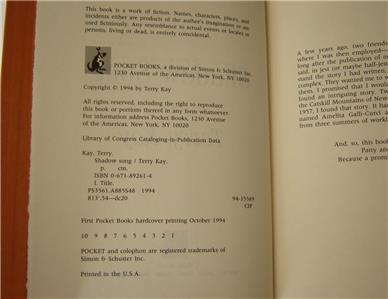 This book is a work of fiction. Names, characters, places, and
incidents either are products of the author's imagination or are
used fictitiously. Any resemblance to actual events or locales or
persons, living or dead, is entirely coincidental.
POCKET BOOKS, a division of Simon & Schuster Inc.
1230 Avenue of the Americas, New York, NY 10020
Copyright © 1994 by Terry Kay
All rights reserved, including the right to reproduce
this book or portions thereof in any form whatsoever.
For information address Pocket Books, 1230 Avenue
of the Americas, New York, NY 10020
Library of Congress Cataloging-in-Publication Data
Kay, Terry.
Shadow song / Terry Kay.
p. cm.
ISBN 0-671-89261-4
I. Title.
PS3561.A885S48 1994
813'.54—dc20 94-15569
CIP
First Pocket Books hardcover printing October 1994
10 9 8 7 6 5 4 3 2 1
POCKET and colophon are registered trademarks of
Simon & Schuster Inc.
Printed in the U.S.A.
A few years ago, two friends
where I was then employed—
long after the publication of o
said, in jest (or maybe half-jes
stand the story I had written,
complex. They wanted me to w
them. I promised that I would
found an intriguing story. Tw
the Catskill Mountains of New
1957, I found that story. It had
named Amelita Galli-Curci a
from three summers of worki
And, so, this book
Patty and
Because a prom